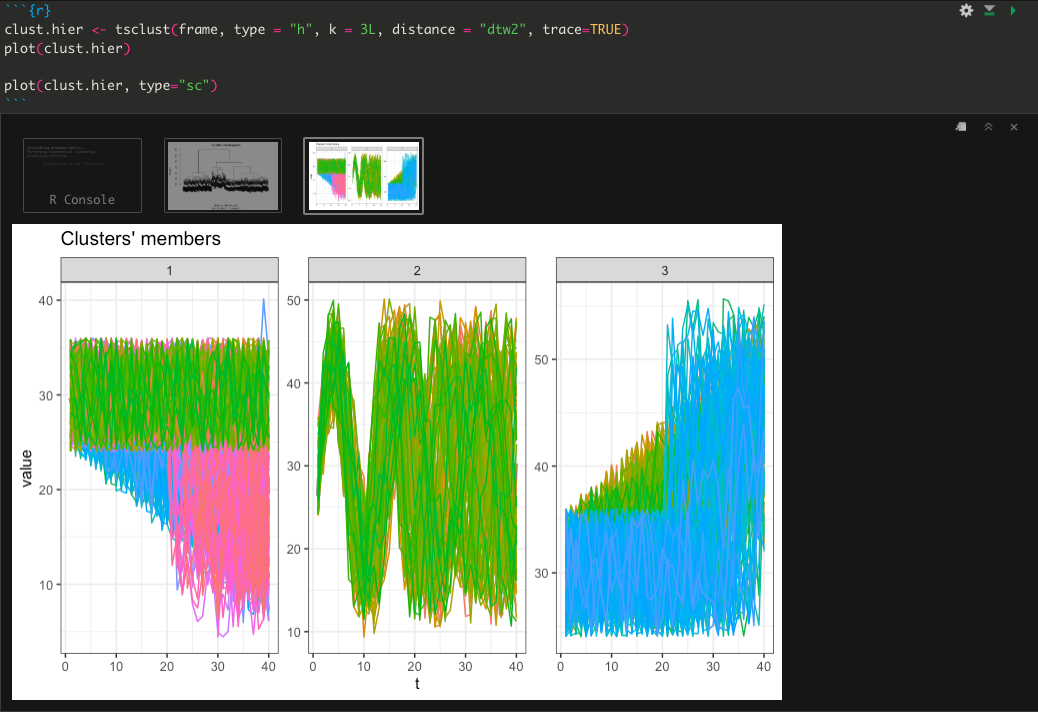 ```{r}
clust.hier <- tsclust(frame, type = "h", k = 3L, distance = "dtw2", trace=TRUE)
plot(clust.hier)
plot(clust.hier, type="sc")
```
R Console
Clusters' members
1
2
3
value
40
30
20
10
50
40
30
20
10
50
40
30
0 10 20 30 40
0 10 20 30 40
0 10 20 30 40
t